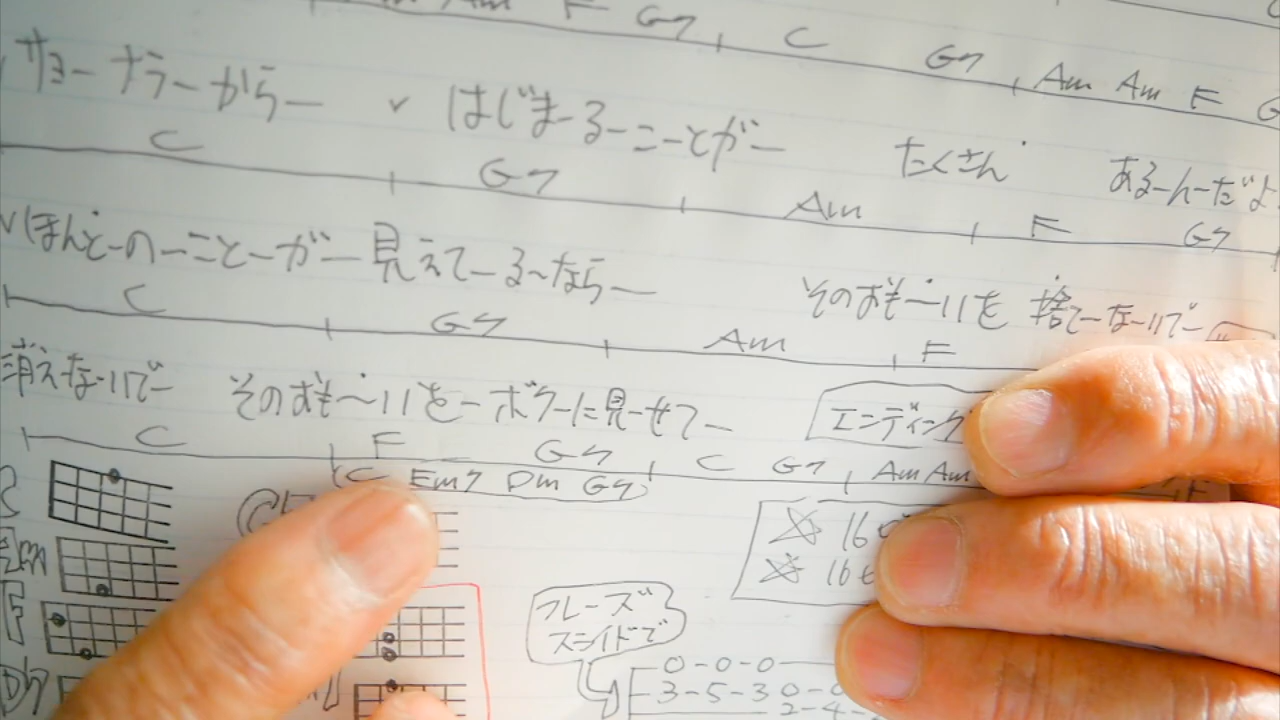 Am F G7 C G7 Am Am F G
サヨーナラーからー v はじまーるーこーとがー たくさん あるーんーだよ
C G7 Am F G7
v ほんとーのーことーがー見えてーる〜ならー そのおも〜いを 捨てーなーいでー
C G7 Am F
消えなーいでー そのおも〜いをーボクーに見ーせてー エンディング
C F G7 C G7 Am Am
C Em7 Dm G7
16
16
F
フレーズ
スライドで
D7
0-0-0
3-5-3 0-0
2-4-